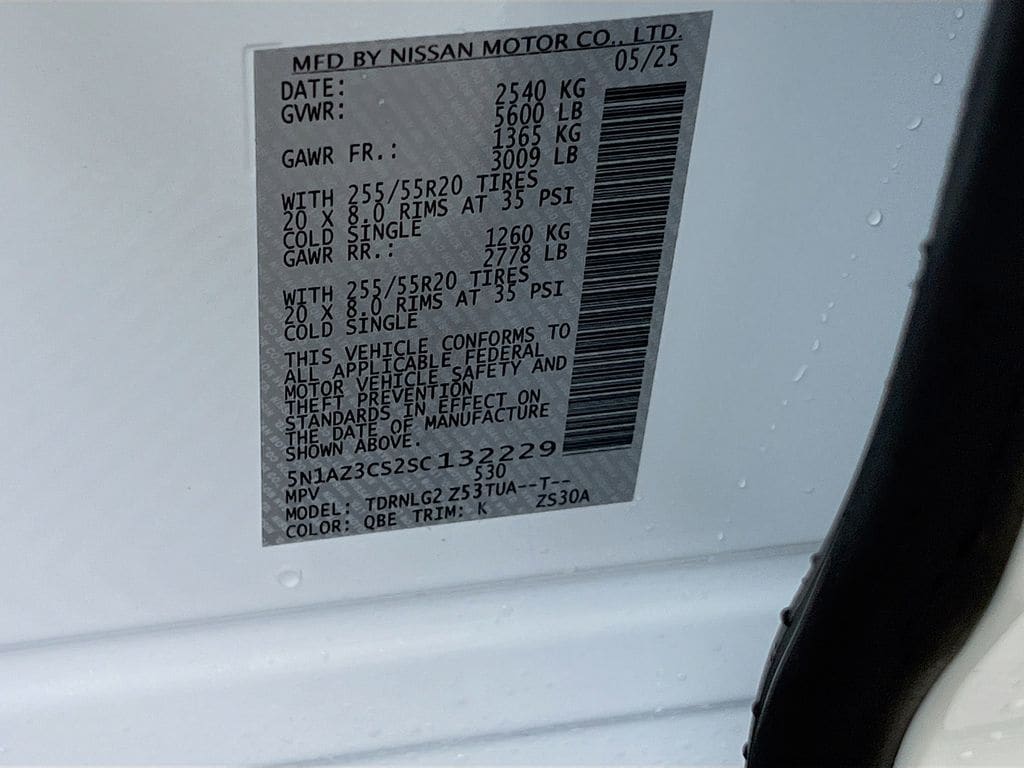 MFD BY NISSAN MOTOR CO., LTD.
DATE: 05/25
GVWR: 2540 KG
5600 LB
GAWR FR.: 1365 KG
3009 LB
WITH 255/55R20 TIRES
20 X 8.0 RIMS AT 35 PSI
COLD SINGLE
GAWR RR.: 1260 KG
2778 LB
WITH 255/55R20 TIRES
20 X 8.0 RIMS AT 35 PSI
COLD SINGLE
THIS VEHICLE CONFORMS TO
ALL APPLICABLE FEDERAL
MOTOR VEHICLE SAFETY AND
THEFT PREVENTION
STANDARDS IN EFFECT ON
THE DATE OF MANUFACTURE
SHOWN ABOVE.
5N1AZ3CS2SC132229
MPV 530
MODEL: TDRNLG2 Z53TUA--T--
COLOR: QBE TRIM: K ZS30A